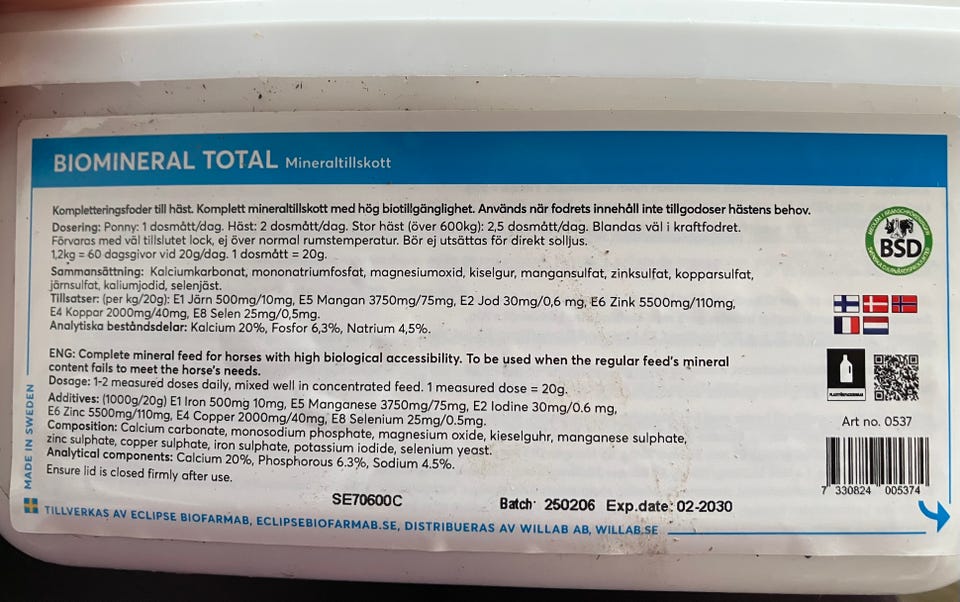 BIOMINERAL TOTAL Mineraltillskott
Kompletteringsfoder till häst. Komplett mineraltillskott med hög biotillgänglighet. Används när fodrets innehåll inte tillgodoser hästens behov.
Dosering: Ponny: 1 dosmått/dag. Häst: 2 dosmått/dag. Stor häst (över 600kg): 2,5 dosmått/dag. Blandas väl i kraftfodret.
Förvaras med väl tillslutet lock, ej över normal rumstemperatur. Bör ej utsättas för direkt solljus.
1,2kg = 60 dagsgivor vid 20g/dag. 1 dosmått = 20g.
Sammansättning: Kalciumkarbonat, mononatriumfosfat, magnesiumoxid, kiselgur, mangansulfat, zinksulfat, kopparsulfat,
järnsulfat, kaliumjodid, selenjäst.
Tillsatser: (per kg/20g): E1 Järn 500mg/10mg, E5 Mangan 3750mg/75mg, E2 Jod 30mg/0,6 mg, E6 Zink 5500mg/110mg,
E4 Koppar 2000mg/40mg, E8 Selen 25mg/0,5mg.
Analytiska beståndsdelar: Kalcium 20%, Fosfor 6,3%, Natrium 4,5%.
ENG: Complete mineral feed for horses with high biological accessibility. To be used when the regular feed's mineral
content fails to meet the horse's needs.
Dosage: 1-2 measured doses daily, mixed well in concentrated feed. 1 measured dose = 20g.
Additives: (1000g/20g) E1 Iron 500mg 10mg, E5 Manganese 3750mg/75mg, E2 Iodine 30mg/0.6 mg,
E6 Zinc 5500mg/110mg, E4 Copper 2000mg/40mg, E8 Selenium 25mg/0.5mg.
Composition: Calcium carbonate, monosodium phosphate, magnesium oxide, kieselguhr, manganese sulphate,
zinc sulphate, copper sulphate, iron sulphate, potassium iodide, selenium yeast.
Analytical components: Calcium 20%, Phosphorous 6.3%, Sodium 4.5%.
Ensure lid is closed firmly after use.
SE70600C
Batch: 250206 Exp.date: 02-2030
TILLVERKAS AV ECLIPSE BIOFARMAB, ECLIPSEBIOFARMAB.SE, DISTRIBUERAS AV WILLAB AB, WILLAB.SE
MADE IN SWEDEN
BSD
Art no. 0537
7 330824 005374